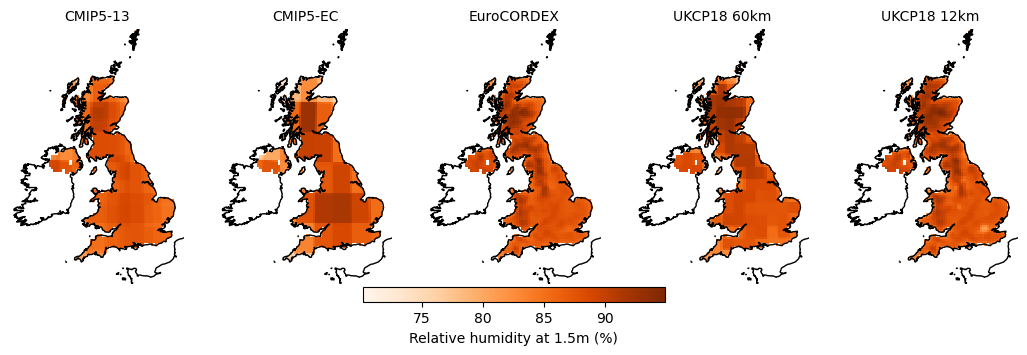 CMIP5-13 CMIP5-EC EuroCORDEX UKCP18 60km UKCP18 12km
75 80 85 90
Relative humidity at 1.5m (%)